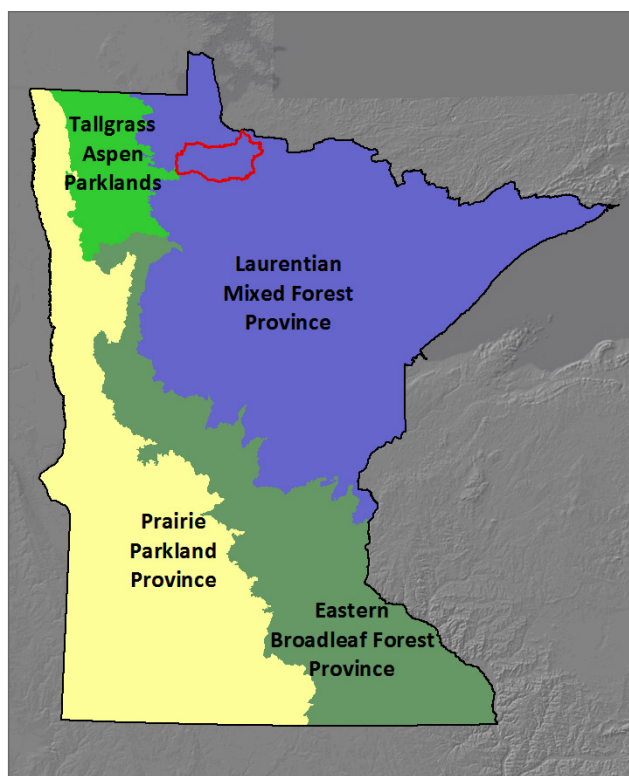 Tallgrass
Aspen
Parklands
Laurentian
Mixed Forest
Province
Prairie
Parkland
Province
Eastern
Broadleaf Forest
Province